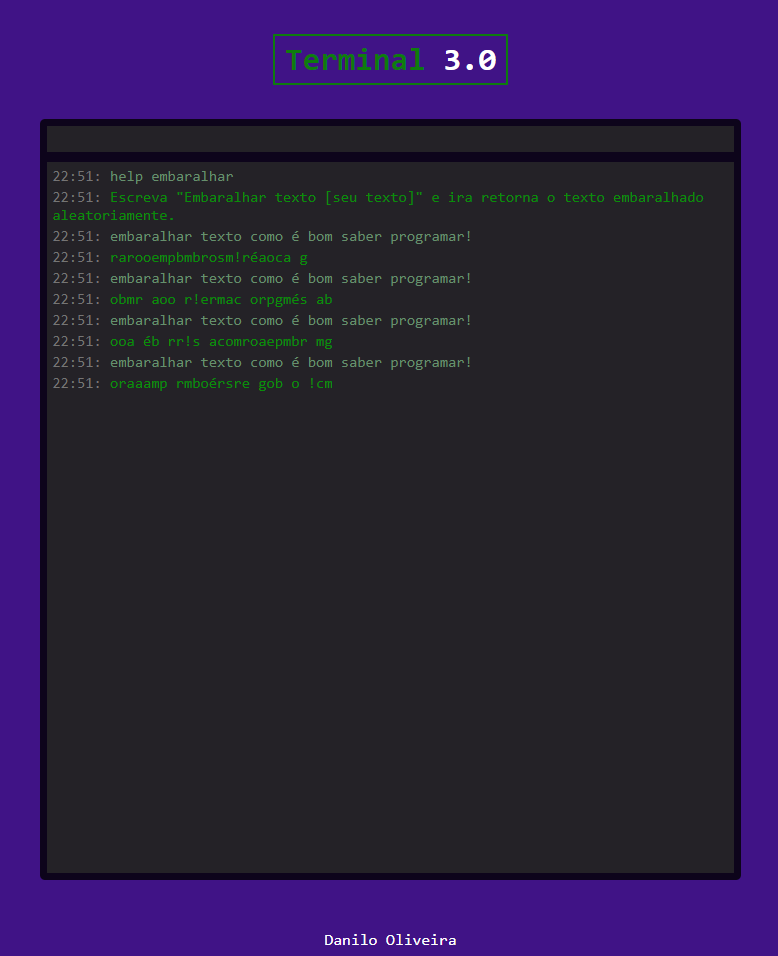 Terminal 3.0
22:51: help embaralhar
22:51: Escreva "Embaralhar texto [seu texto]" e ira retorna o texto embaralhado
aleatoriamente.
22:51: embaralhar texto como é bom saber programar!
22:51: rarooempbmbrosm!réaoca g
22:51: embaralhar texto como é bom saber programar!
22:51: obmr aoo r!ermac orpgmés ab
22:51: embaralhar texto como é bom saber programar!
22:51: ooa éb rr!s acomroaepmbr mg
22:51: embaralhar texto como é bom saber programar!
22:51: oraaamp rmboérsre gob o !cm
Danilo Oliveira